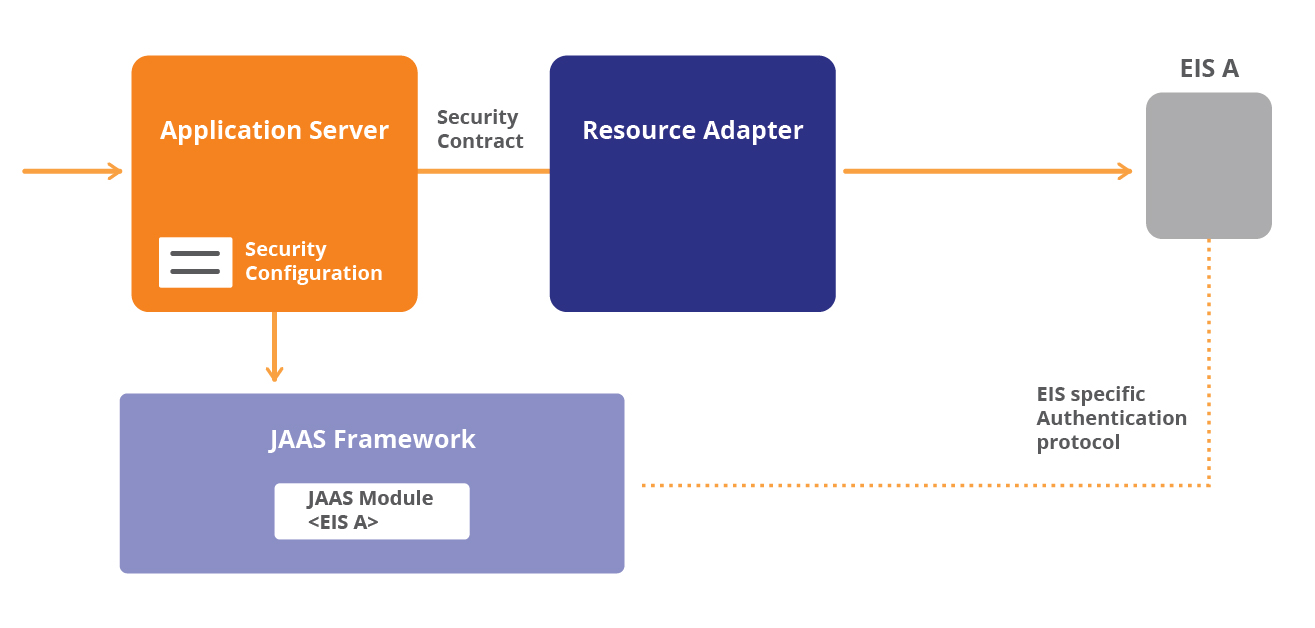 EIS A
Application Server
Security
Contract
Resource Adapter
Security
Configuration
EIS specific
Authentication
protocol
JAAS Framework
JAAS Module
<EIS A>